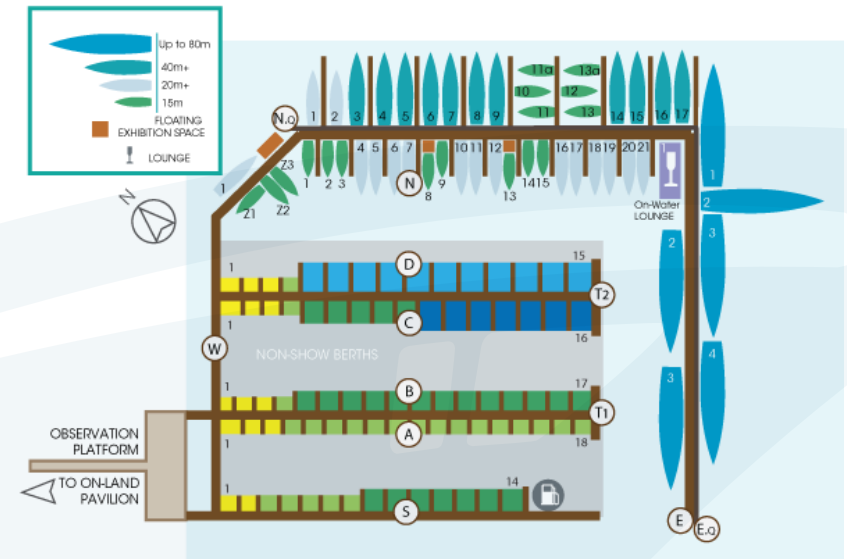 Up to 80m
40m+
20m+
15m
FLOATING
EXHIBITION SPACE
LOUNGE
N
N.Q
1
2
3
4
5
6
7
8
9
10
11a
11
12
13a
13
14
15
16
17
1
Z3
Z1
Z2
1
2
3
4
5
6
7
N
8
9
10
11
12
13
14
15
16
17
18
19
20
21
On-Water
LOUNGE
1
2
3
4
2
3
1
D
15
T2
1
C
16
W
NON-SHOW BERTHS
1
B
17
T1
1
A
18
OBSERVATION
PLATFORM
TO ON-LAND
PAVILION
1
14
S
E
E.Q